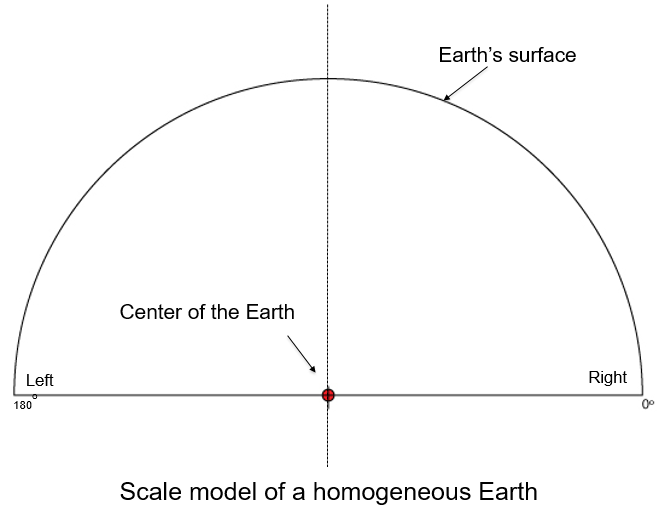 Earth's surface
Center of the Earth
Left
Right
180°
0°
Scale model of a homogeneous Earth